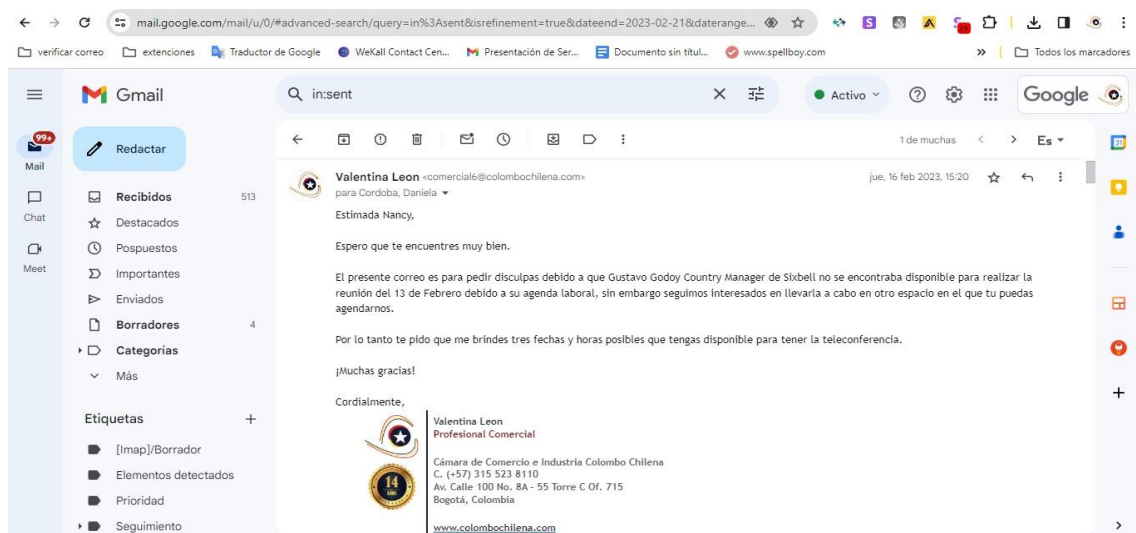 mail.google.com/mail/u/0/#advanced-search/query=in%3Asent&isrefinement=true&dateend=2023-02-21&daterange...
verificar correo extenciones Traductor de Google WeKall Contact Cen... Presentación de Ser... Documento sin títul... www.spellboy.com » Todos los marcadores
Gmail in:sent Activo Google
99+
Mail
Chat
Meet
Redactar
Recibidos 513
Destacados
Pospuestos
Importantes
Enviados
Borradores 4
Categorías
Más
Etiquetas +
[Imap]/Borrador
Elementos detectados
Prioridad
Seguimiento
1 de muchas Es
31
Valentina Leon <comercial6@colombochilena.com> jue, 16 feb 2023, 15:20
para Cordoba, Daniela
Estimada Nancy,
Espero que te encuentres muy bien.
El presente correo es para pedir disculpas debido a que Gustavo Godoy Country Manager de Sixbell no se encontraba disponible para realizar la
reunión del 13 de Febrero debido a su agenda laboral, sin embargo seguimos interesados en llevarla a cabo en otro espacio en el que tu puedas
agendarnos.
Por lo tanto te pido que me brindes tres fechas y horas posibles que tengas disponible para tener la teleconferencia.
¡Muchas gracias!
Cordialmente,
14
Valentina Leon
Profesional Comercial
Cámara de Comercio e Industria Colombo Chilena
C. (+57) 315 523 8110
Av. Calle 100 No. 8A - 55 Torre C Of. 715
Bogotá, Colombia
www.colombochilena.com